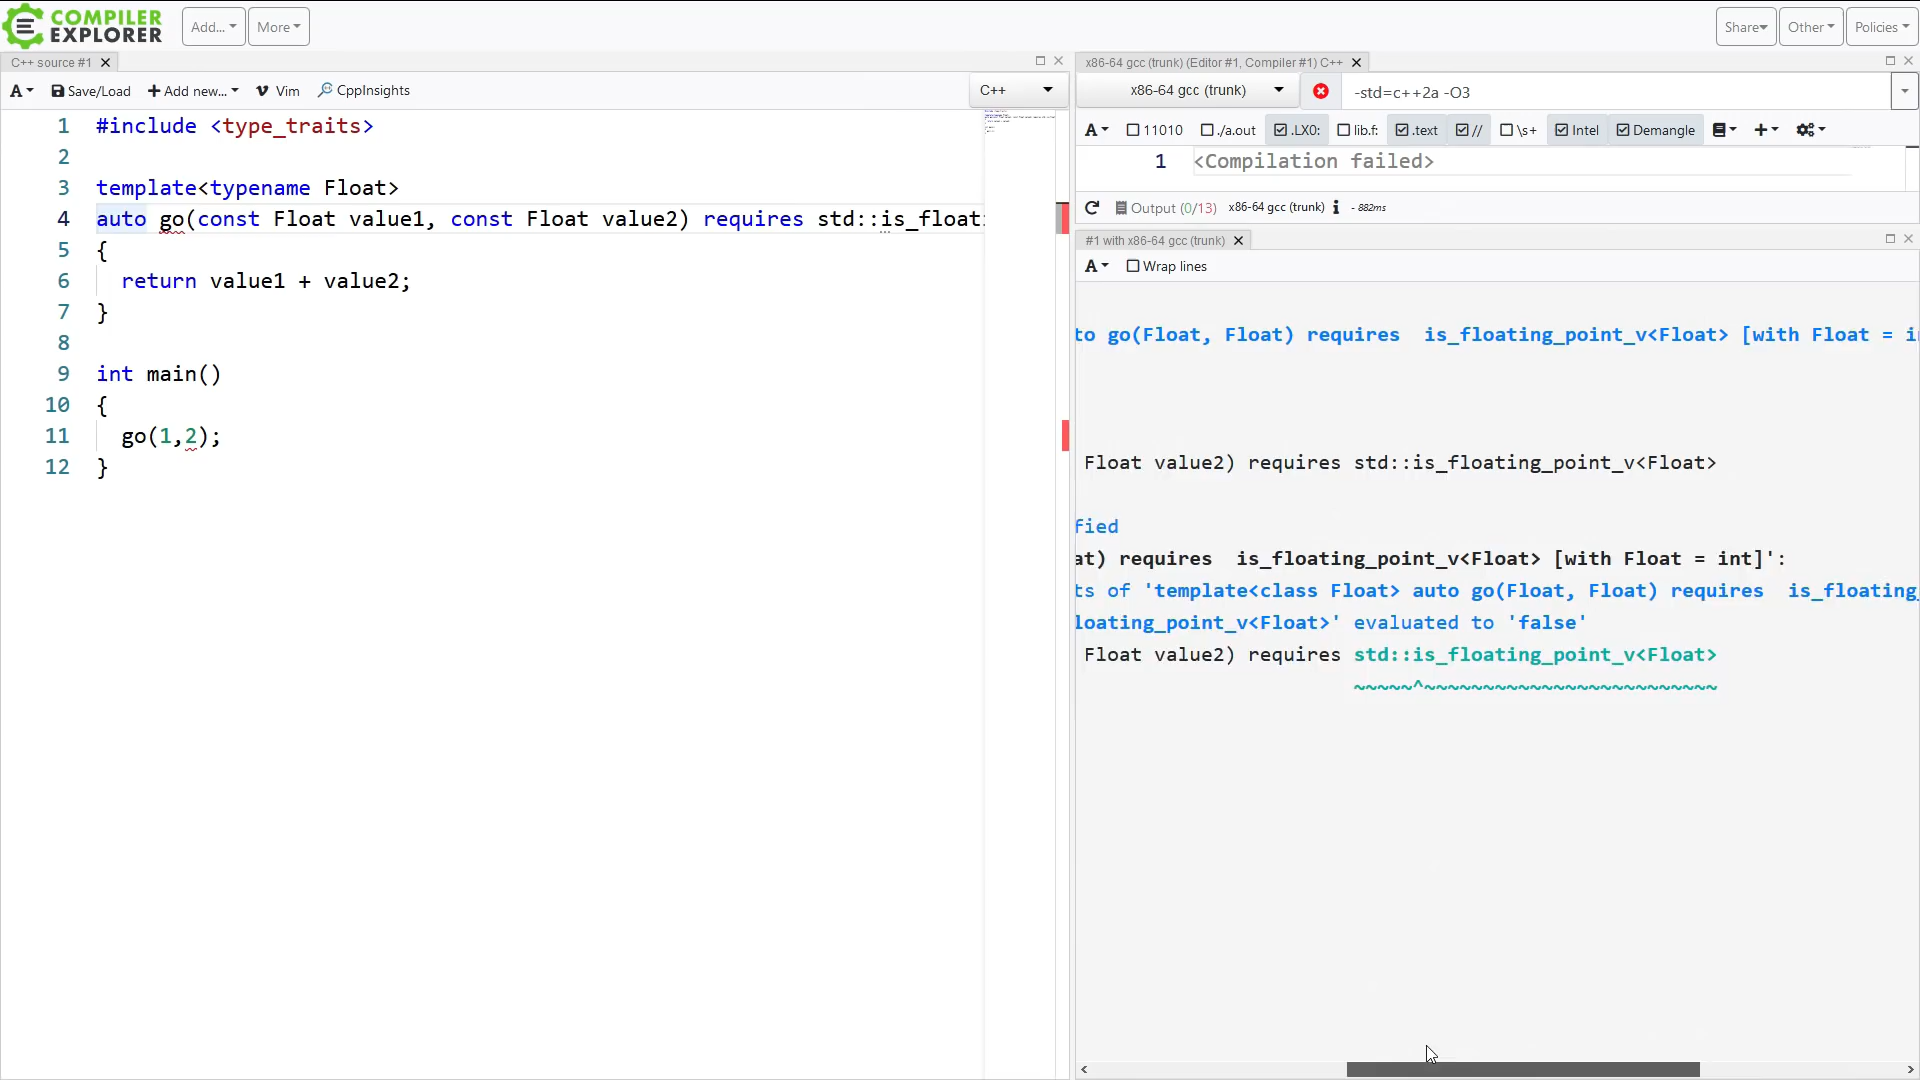 COMPILER
EXPLORER
Add...
More
Share
Other
Policies
C++ source #1
A
Save/Load
Add new...
Vim
CppInsights
C++
1 #include <type_traits>
2
3 template<typename Float>
4 auto go(const Float value1, const Float value2) requires std::is_float
5 {
6 return value1 + value2;
7 }
8
9 int main()
10 {
11 go(1,2);
12 }
x86-64 gcc (trunk) (Editor #1, Compiler #1) C++
x86-64 gcc (trunk)
-std=c++2a -O3
A
11010
./a.out
.LX0:
lib.f:
.text
//
\s+
Intel
Demangle
1 <Compilation failed>
Output (0/13)
x86-64 gcc (trunk)
- 882ms
#1 with x86-64 gcc (trunk)
A
Wrap lines
to go(Float, Float) requires  is_floating_point_v<Float> [with Float = in
Float value2) requires std::is_floating_point_v<Float>
fied
at) requires  is_floating_point_v<Float> [with Float = int]':
ts of 'template<class Float> auto go(Float, Float) requires  is_floating_
loating_point_v<Float>' evaluated to 'false'
Float value2) requires std::is_floating_point_v<Float>
~~~~~^~~~~~~~~~~~~~~~~~~~~~~~~~